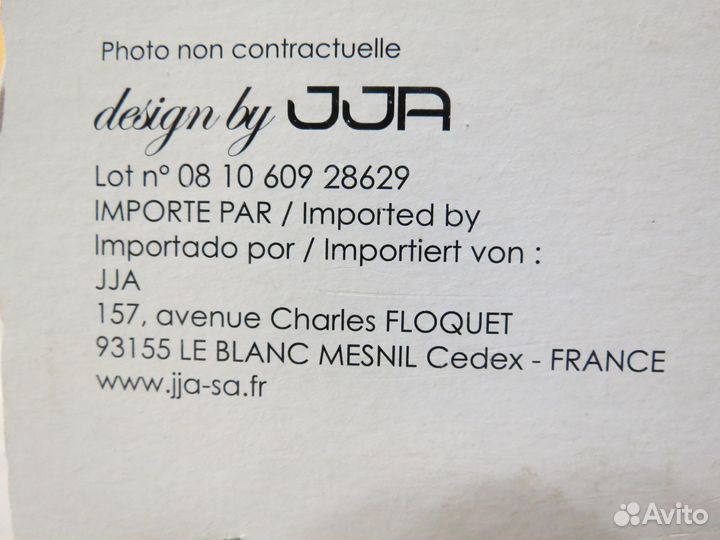 Photo non contractuelle
design by JJA
Lot n° 08 10 609 28629
IMPORTE PAR / Imported by
Importado por / Importiert von :
JJA
157, avenue Charles FLOQUET
93155 LE BLANC MESNIL Cedex - FRANCE
www.jja-sa.fr
Avito